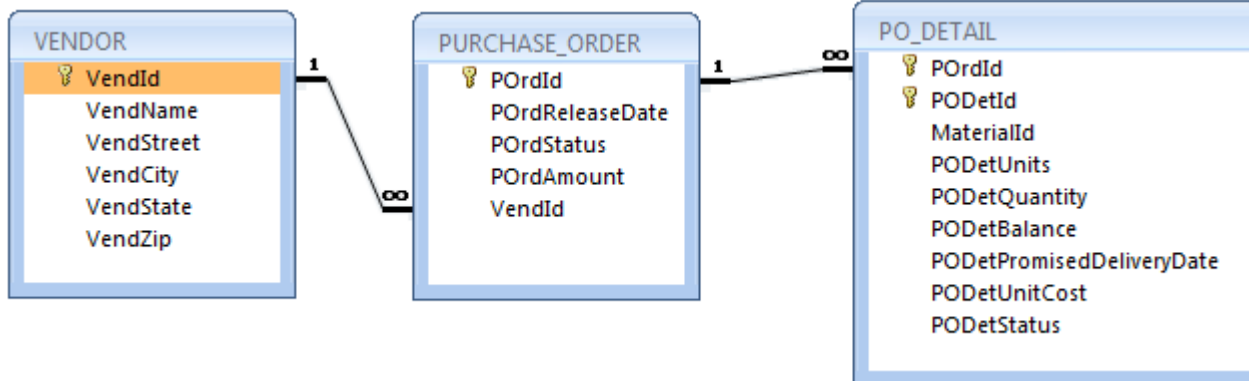 VENDOR
VendId
VendName
VendStreet
VendCity
VendState
VendZip
1
∞
PURCHASE_ORDER
POrdId
POrdReleaseDate
POrdStatus
POrdAmount
VendId
1
∞
PO_DETAIL
POrdId
PODetId
MaterialId
PODetUnits
PODetQuantity
PODetBalance
PODetPromisedDeliveryDate
PODetUnitCost
PODetStatus